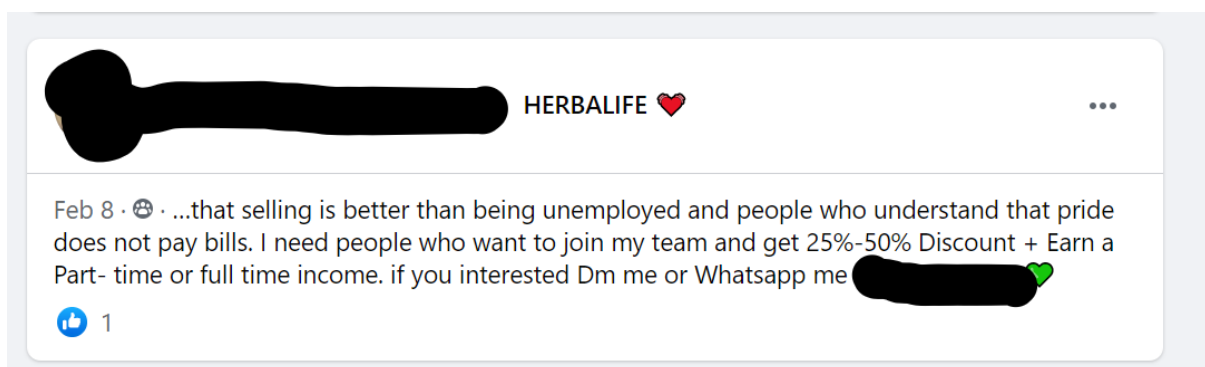 HERBALIFE ❤
Feb 8 · · ...that selling is better than being unemployed and people who understand that pride
does not pay bills. I need people who want to join my team and get 25%-50% Discount + Earn a
Part- time or full time income. if you interested Dm me or Whatsapp me 💚
1